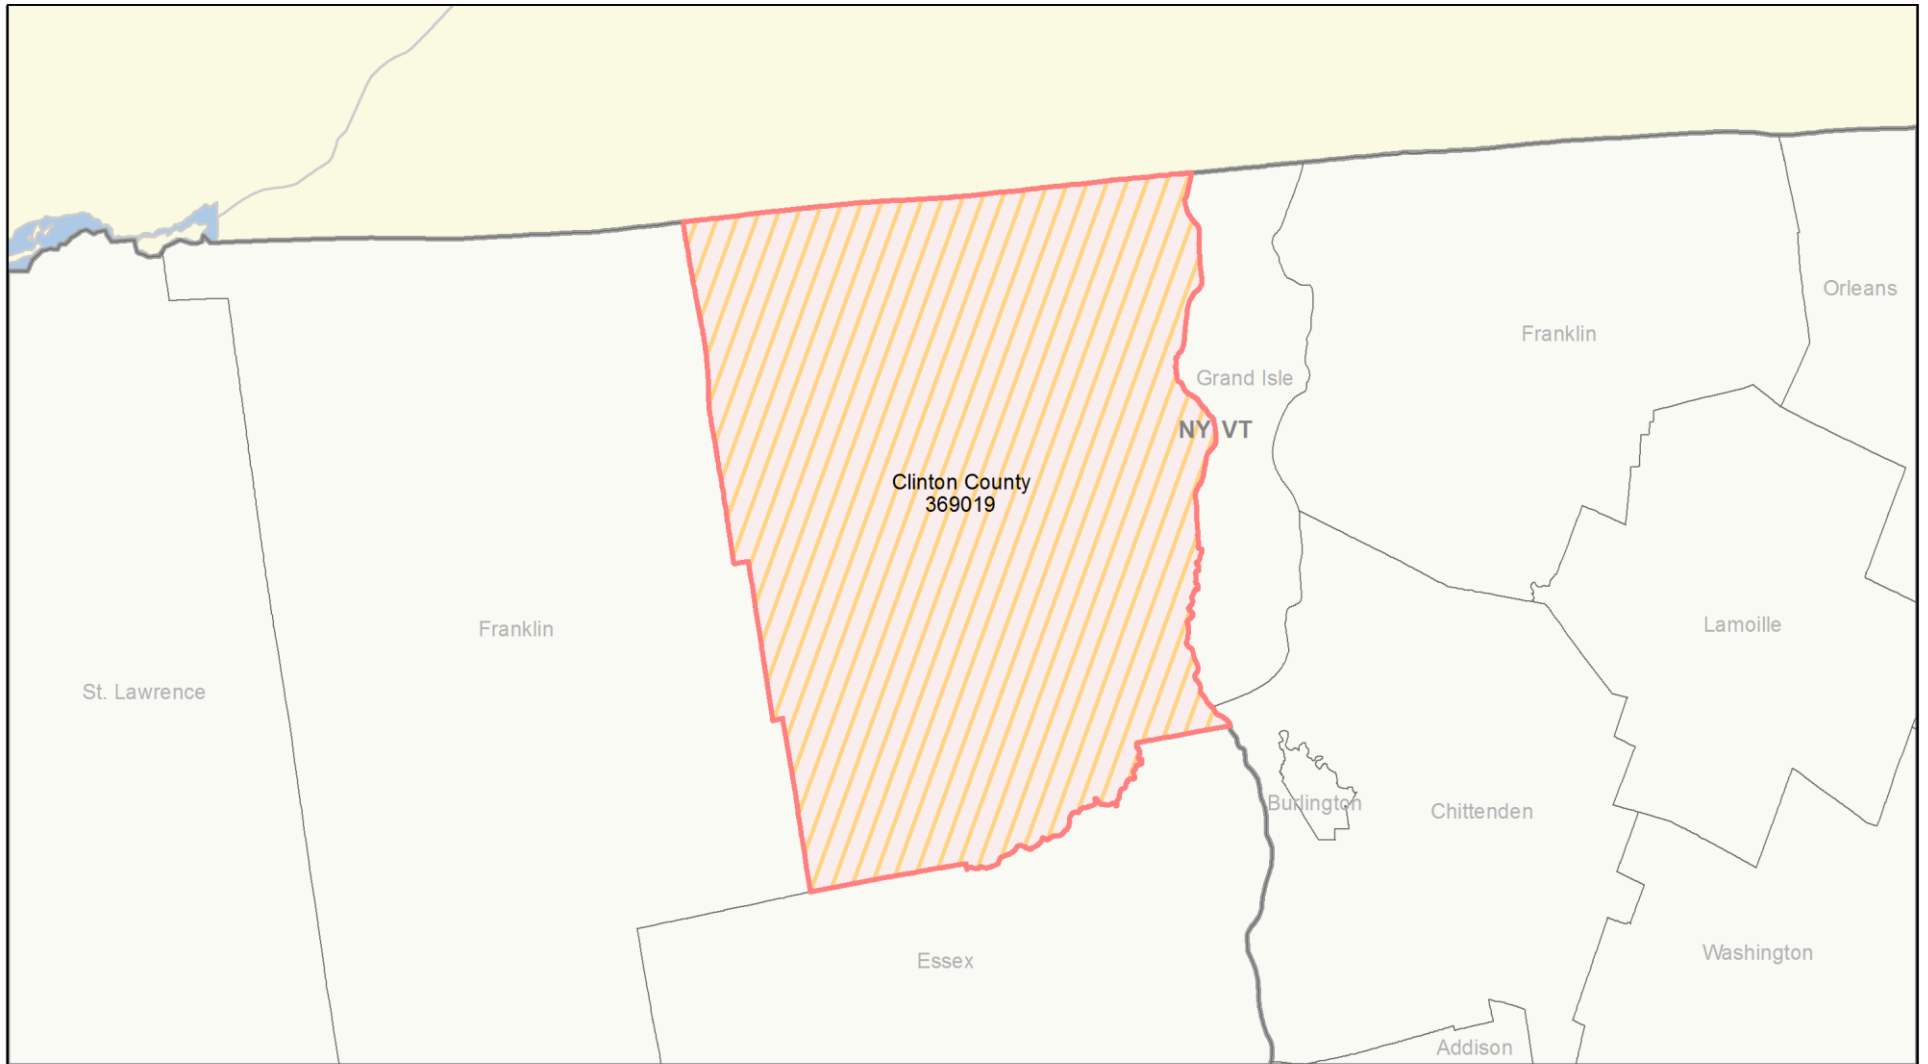 Orleans
Franklin
Grand Isle
NY VT
Clinton County
369019
Franklin
Lamoille
St. Lawrence
Burlington
Chittenden
Essex
Washington
Addison